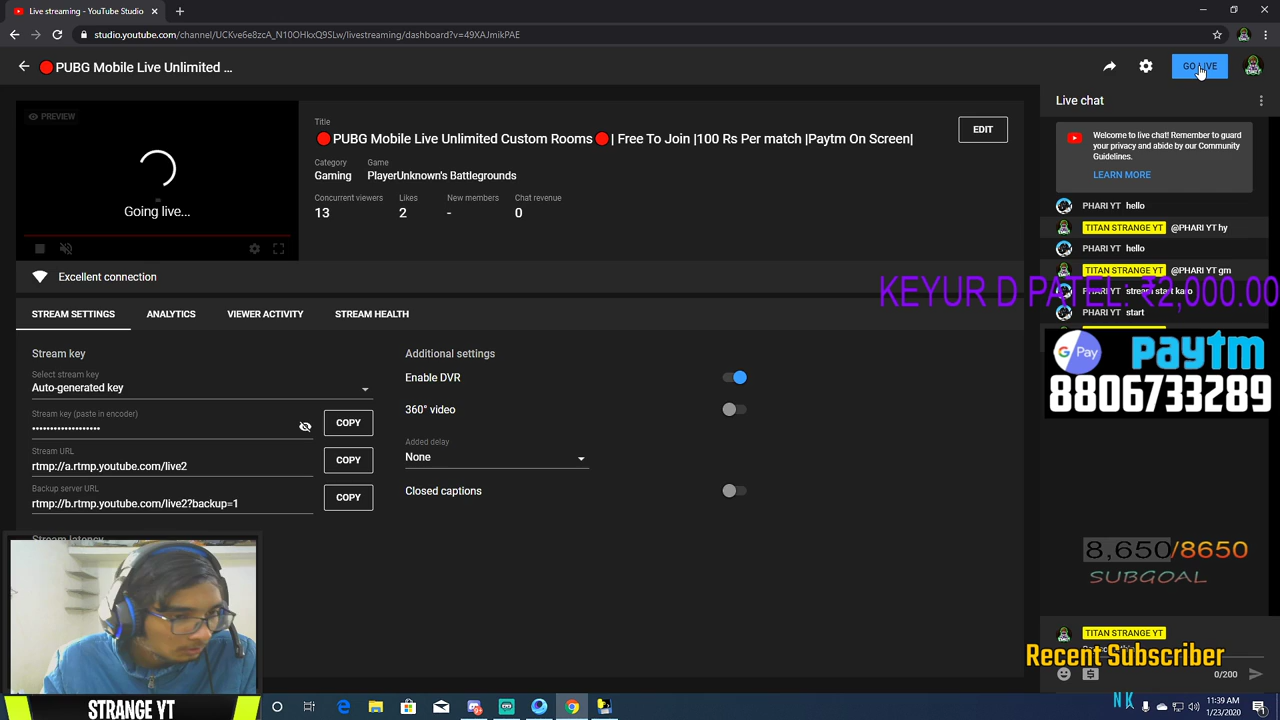 Live streaming - YouTube Studio
studio.youtube.com/channel/UCKve6e8zcA_N10OHkxQ9SLw/livestreaming/dashboard?v=49XAJmikPAE
PUBG Mobile Live Unlimited ...
GO LIVE
PREVIEW
Going live...
Title
PUBG Mobile Live Unlimited Custom Rooms 🔴| Free To Join |100 Rs Per match |Paytm On Screen|
EDIT
Category
Game
Gaming
PlayerUnknown's Battlegrounds
Concurrent viewers
Likes
New members
Chat revenue
13
2
-
0
Excellent connection
STREAM SETTINGS
ANALYTICS
VIEWER ACTIVITY
STREAM HEALTH
Stream key
Select stream key
Auto-generated key
Stream key (paste in encoder)
••••••••••••••••••
COPY
Stream URL
rtmp://a.rtmp.youtube.com/live2
COPY
Backup server URL
rtmp://b.rtmp.youtube.com/live2?backup=1
COPY
Stream latency
Additional settings
Enable DVR
360° video
Added delay
None
Closed captions
Live chat
Welcome to live chat! Remember to guard
your privacy and abide by our Community
Guidelines.
LEARN MORE
PHARI YT hello
TITAN STRANGE YT @PHARI YT hy
PHARI YT hello
TITAN STRANGE YT @PHARI YT gm
PHARI YT stream start karo
KEYUR D PATEL: ₹2,000.00
PHARI YT start
G Pay paytm
8806733289
8,650/8650
SUBGOAL
TITAN STRANGE YT
Recent Subscriber
0/200
NK
STRANGE YT
11:39 AM
1/23/2020